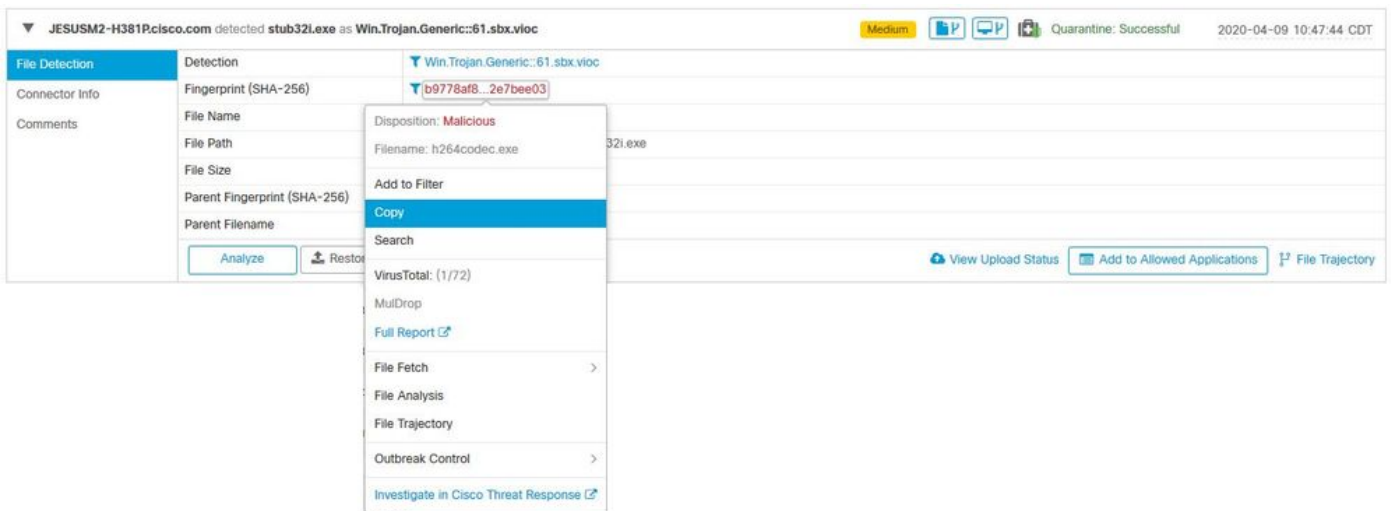 JESUSM2-H381P.cisco.com detected stub32i.exe as Win.Trojan.Generic::61.sbx.vioc Medium Quarantine: Successful 2020-04-09 10:47:44 CDT
File Detection
Connector Info
Comments
Detection Win.Trojan.Generic::61.sbx.vioc
Fingerprint (SHA-256) b9778af8...2e7bee03
File Name
File Path 32i.exe
File Size
Parent Fingerprint (SHA-256)
Parent Filename
Analyze Restor View Upload Status Add to Allowed Applications File Trajectory
Disposition: Malicious
Filename: h264codec.exe
Add to Filter
Copy
Search
VirusTotal: (1/72)
MulDrop
Full Report
File Fetch
File Analysis
File Trajectory
Outbreak Control
Investigate in Cisco Threat Response